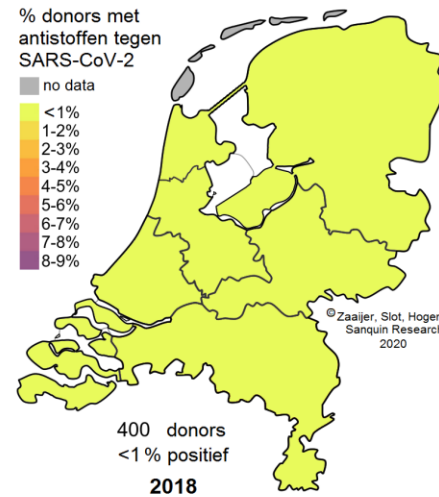 % donors met
antistoffen tegen
SARS-CoV-2
no data
<1%
1-2%
2-3%
3-4%
4-5%
5-6%
6-7%
7-8%
8-9%
© Zaaijer, Slot, Hoger
Sanquin Research
2020
400 donors
<1% positief
2018